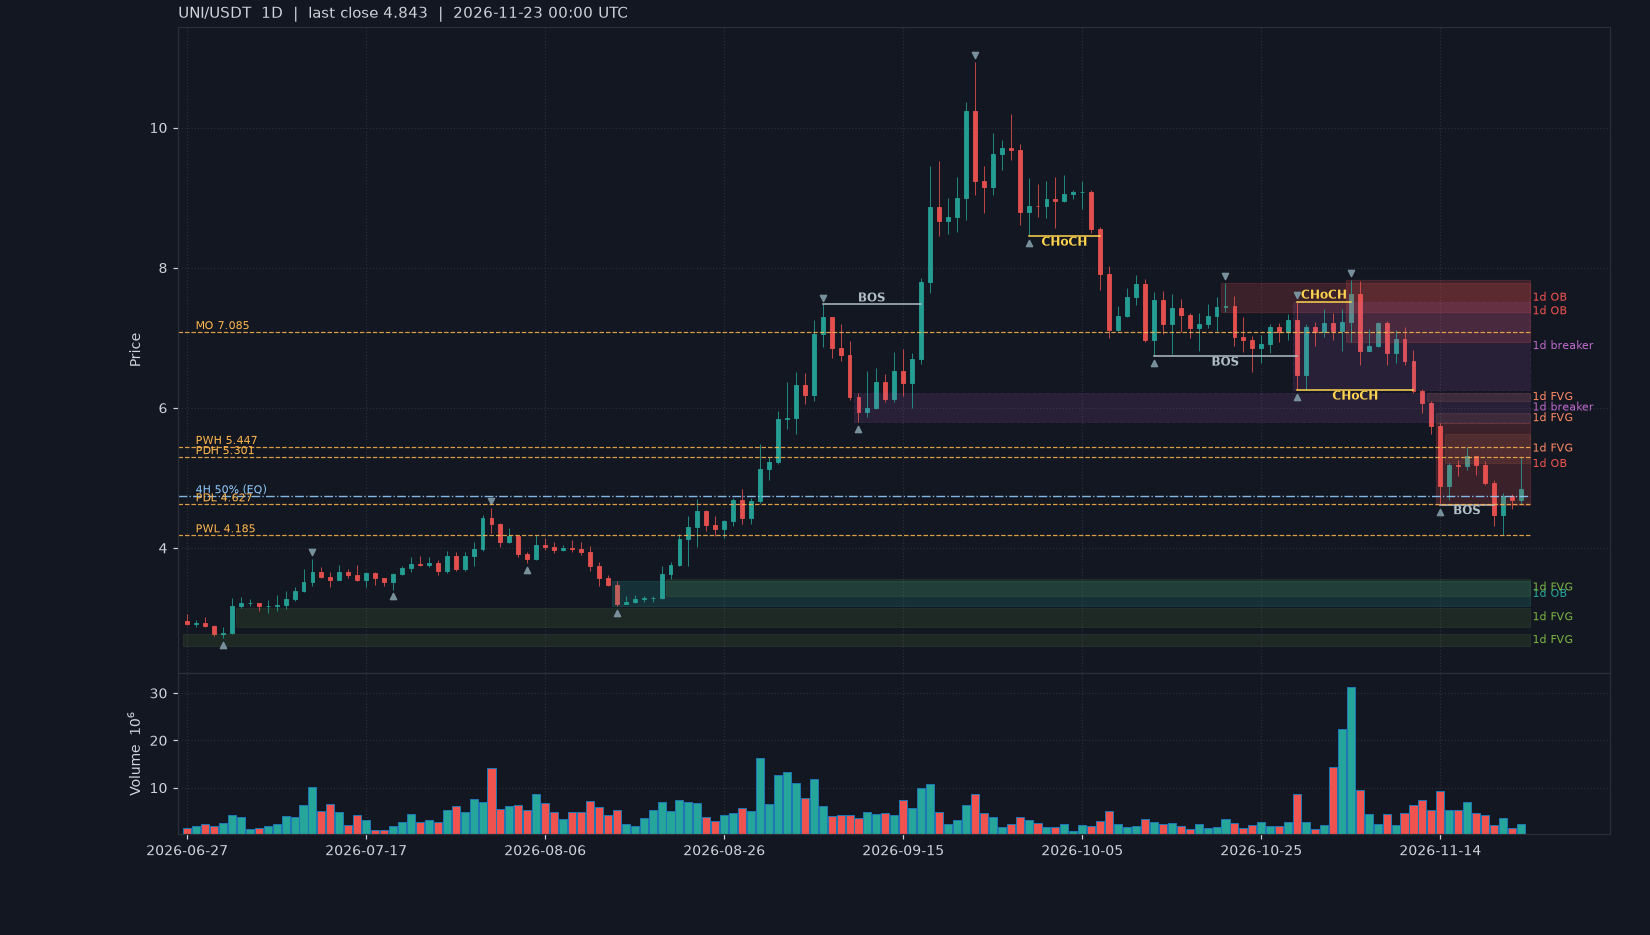 UNI/USDT 1D | last close 4.843 | 2026-11-23 00:00 UTC
Price
10
8
6
4
MO 7.085
PWH 5.447
PDH 5.301
4H 50% (EQ)
PDL 4.627
PWL 4.185
BOS
CHoCH
BOS
CHoCH
CHoCH
BOS
1d OB
1d OB
1d breaker
1d FVG
1d breaker
1d FVG
1d FVG
1d OB
1d FVG
1d OB
1d FVG
1d FVG
Volume 10⁶
30
20
10
2026-06-27
2026-07-17
2026-08-06
2026-08-26
2026-09-15
2026-10-05
2026-10-25
2026-11-14